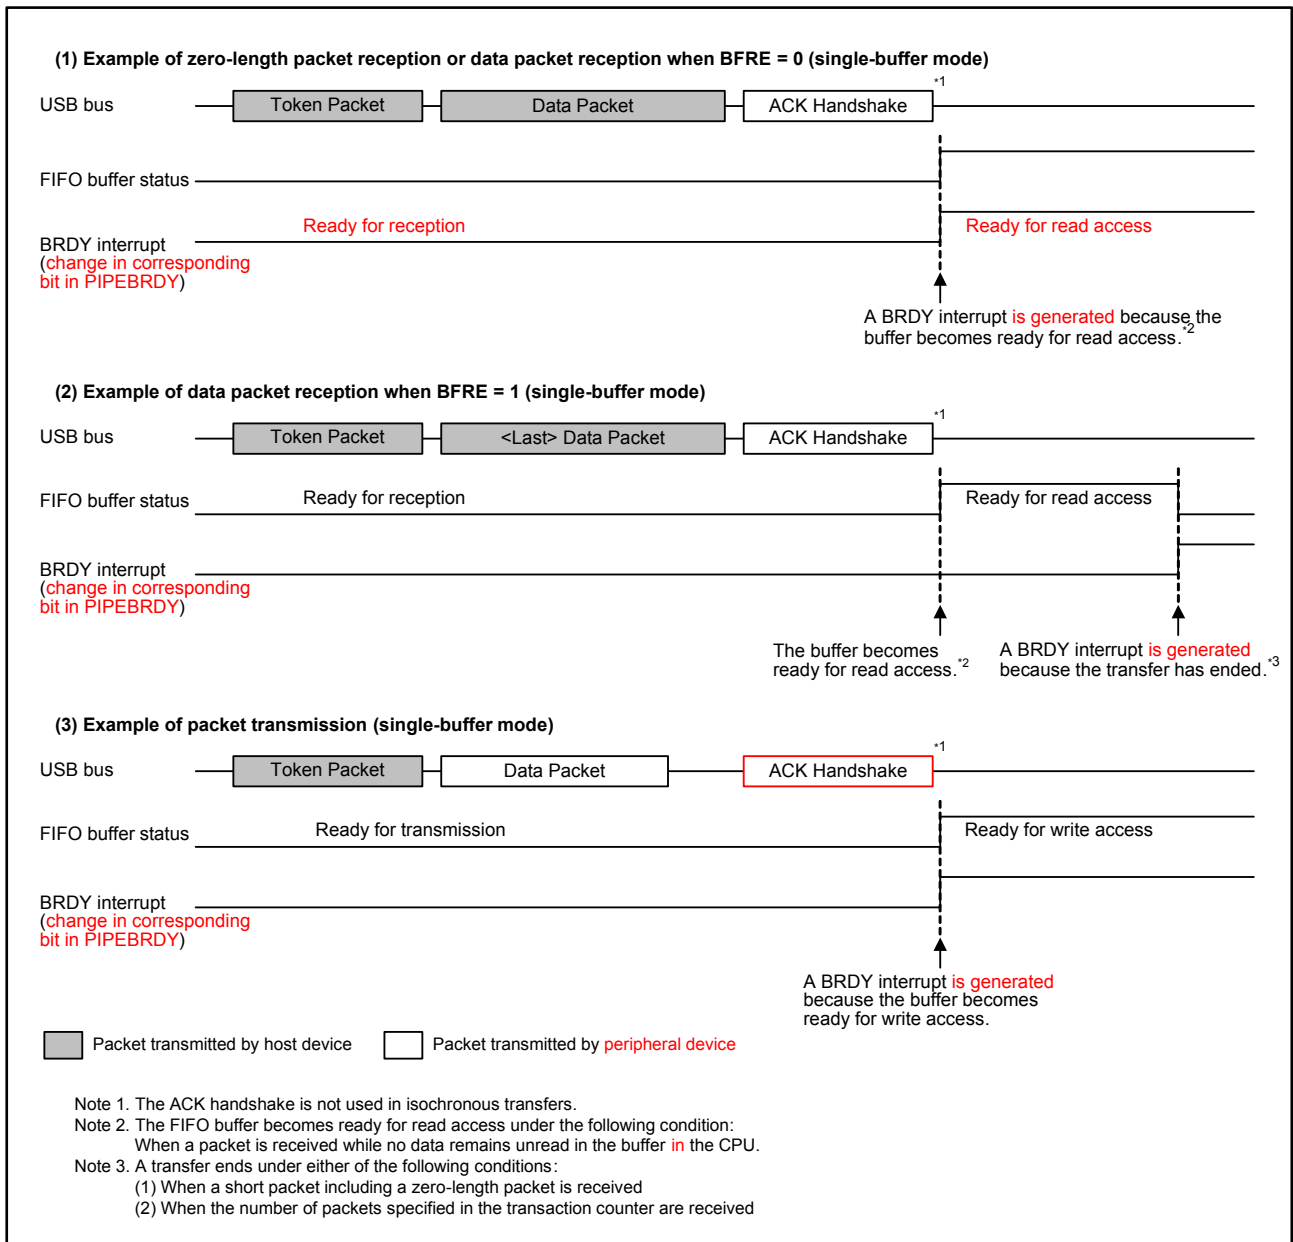 (1) Example of zero-length packet reception or data packet reception when BFRE = 0 (single-buffer mode)
*1
USB bus
Token Packet
Data Packet
ACK Handshake
FIFO buffer status
Ready for reception
Ready for read access
BRDY interrupt
(change in corresponding
bit in PIPEBRDY)
A BRDY interrupt is generated because the
buffer becomes ready for read access.*2
(2) Example of data packet reception when BFRE = 1 (single-buffer mode)
*1
USB bus
Token Packet
<Last> Data Packet
ACK Handshake
FIFO buffer status
Ready for reception
Ready for read access
BRDY interrupt
(change in corresponding
bit in PIPEBRDY)
The buffer becomes
ready for read access.*2
A BRDY interrupt is generated
because the transfer has ended.*3
(3) Example of packet transmission (single-buffer mode)
*1
USB bus
Token Packet
Data Packet
ACK Handshake
FIFO buffer status
Ready for transmission
Ready for write access
BRDY interrupt
(change in corresponding
bit in PIPEBRDY)
A BRDY interrupt is generated
because the buffer becomes
ready for write access.
Packet transmitted by host device
Packet transmitted by peripheral device
Note 1. The ACK handshake is not used in isochronous transfers.
Note 2. The FIFO buffer becomes ready for read access under the following condition:
When a packet is received while no data remains unread in the buffer in the CPU.
Note 3. A transfer ends under either of the following conditions:
(1) When a short packet including a zero-length packet is received
(2) When the number of packets specified in the transaction counter are received